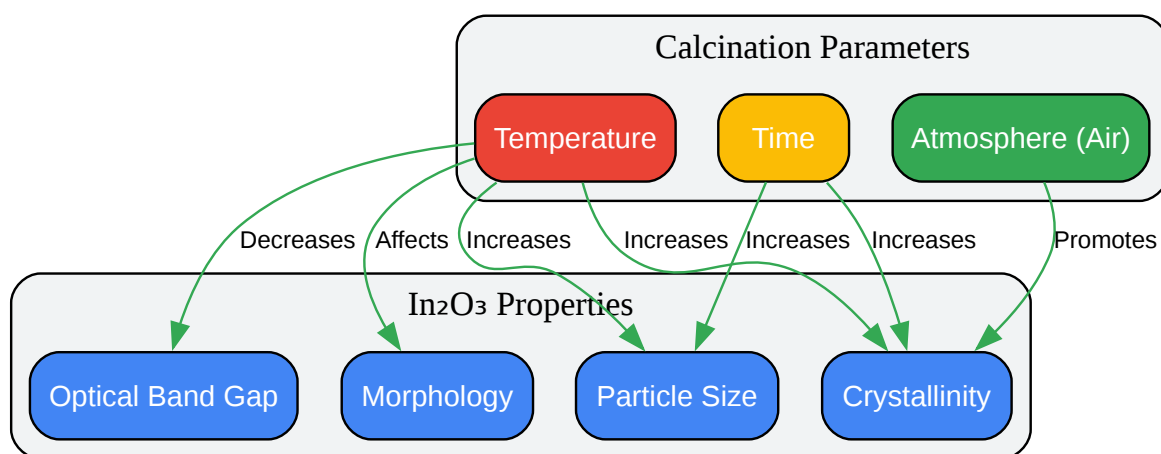 Calcination Parameters
Temperature
Time
Atmosphere (Air)
Decreases
Affects
Increases
Increases
Increases
Increases
Promotes
In₂O₃ Properties
Optical Band Gap
Morphology
Particle Size
Crystallinity